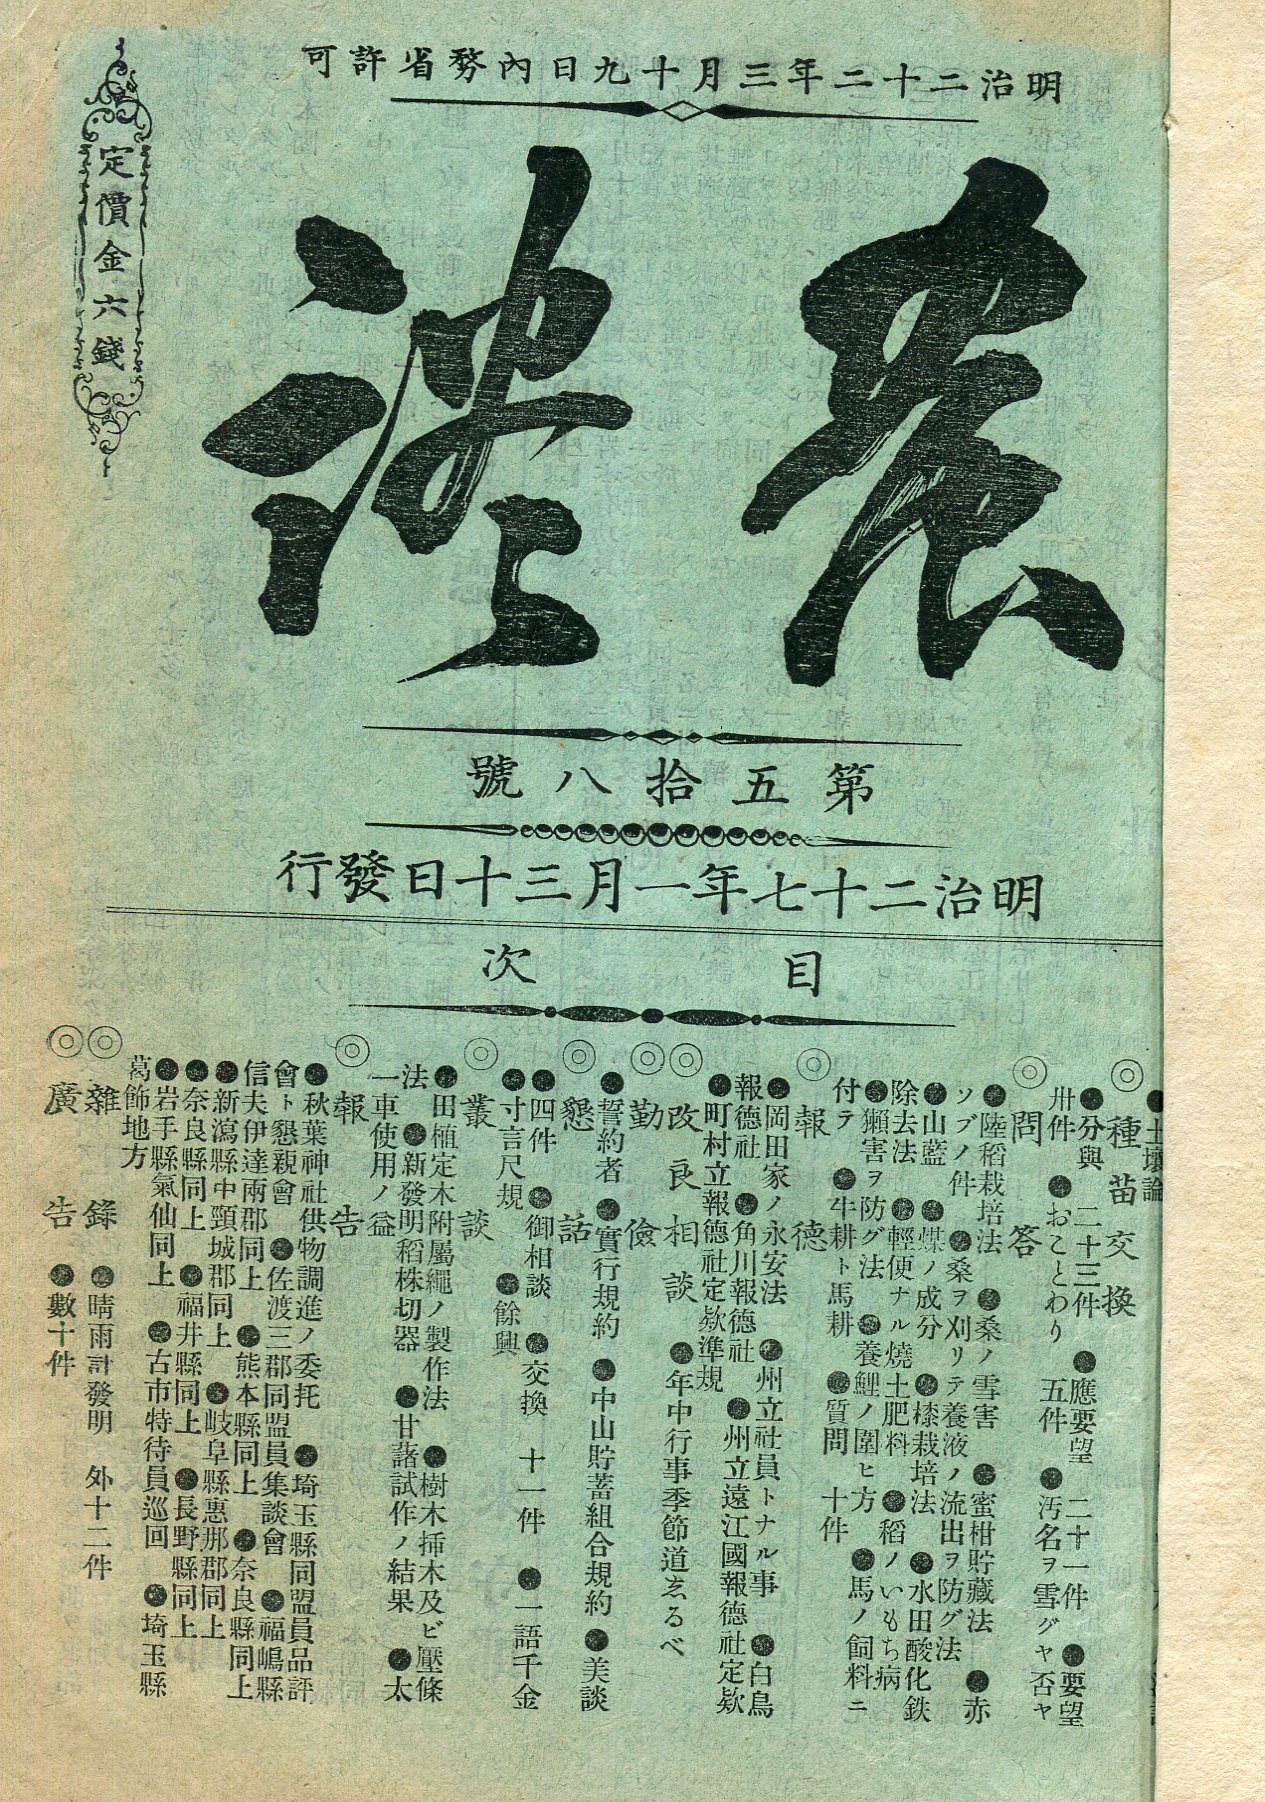 明治二十二年三月十九日內務省許可
農談
定價金六錢
第五拾八號
明治二十七年一月三十日發行
目次
●土壤論
◎種苗交換
●分與 二十三件 ●應要望 二十一件 ●要望
卅件 ●おことわり 五件 ●汚名ヲ雪グヤ否ヤ
◎問答
●陸稻栽培法 ●桑ノ雪害 ●蜜柑貯藏法 ●赤
ソブノ件 ●桑ヲ刈リテ養液ノ流出ヲ防グ法
●山藍 ●煤ノ成分 ●檪栽培法 ●水田酸化鉄
除去法 ●輕便ナル燒土肥料 ●稻ノいもち病
●獺害ヲ防グ法 ●養鯉ノ圍ヒ方 ●馬ノ飼料ニ
付テ ●牛耕ト馬耕 ●質問 十件
◎報德
●岡田家ノ永安法 ●州立社員トナル事 ●白鳥
報德社 ●角川報德社 ●州立遠江國報德社定欵
●町村立報德社定欵準規
◎改良相談 ●年中行事季節道ゑるべ
◎勤儉
●誓約者 ●實行規約 ●中山貯蓄組合規約 ●美談
◎懇話
●四件 ●御相談 ●交換 十一件 ●一語千金
●寸言尺規 ●餘興
◎叢談
●田植定木附屬繩ノ製作法 ●樹木挿木及ビ壓條
法 ●新發明稻株切器 ●甘藷試作ノ結果 ●太
一車使用ノ益
◎報告
●秋葉神社供物調進ノ委托 ●埼玉縣同盟員品評
會ト懇親會 ●佐渡三郡同盟員集談會 ●福嶋縣
信夫伊達兩郡同上 ●熊本縣同上 ●奈良縣同上
●新瀉縣中頸城郡同上 ●岐阜縣惠那郡同上
●奈良縣同上 ●福井縣同上 ●長野縣同上
●岩手縣氣仙同上 ●古市特待員巡回 ●埼玉縣
葛飾地方
◎雜錄 ●晴雨計發明 外十二件
◎廣告 ●數十件